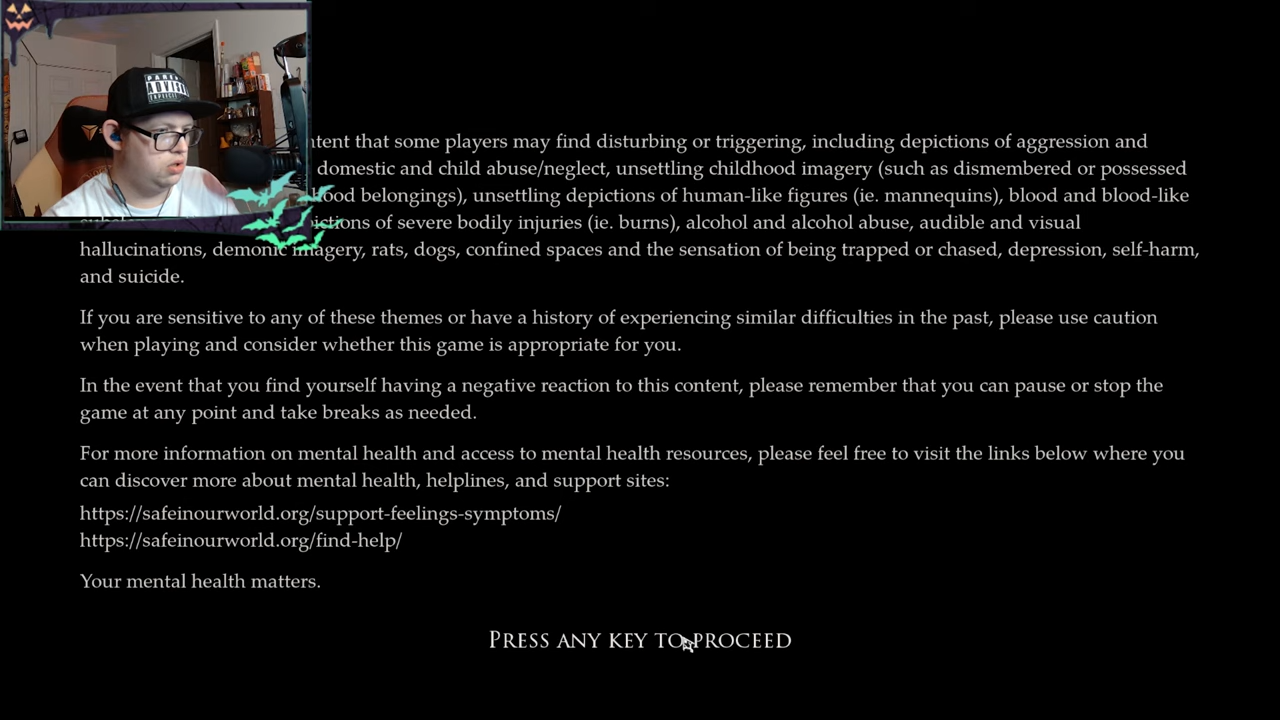 ADVIS
tent that some players may find disturbing or triggering, including depictions of aggression and
domestic and child abuse/neglect, unsettling childhood imagery (such as dismembered or possessed
hood belongings), unsettling depictions of human-like figures (ie. mannequins), blood and blood-like
ictions of severe bodily injuries (ie. burns), alcohol and alcohol abuse, audible and visual
hallucinations, demonic imagery, rats, dogs, confined spaces and the sensation of being trapped or chased, depression, self-harm,
and suicide.
If you are sensitive to any of these themes or have a history of experiencing similar difficulties in the past, please use caution
when playing and consider whether this game is appropriate for you.
In the event that you find yourself having a negative reaction to this content, please remember that you can pause or stop the
game at any point and take breaks as needed.
For more information on mental health and access to mental health resources, please feel free to visit the links below where you
can discover more about mental health, helplines, and support sites:
https://safeinourworld.org/support-feelings-symptoms/
https://safeinourworld.org/find-help/
Your mental health matters.
PRESS ANY KEY TO PROCEED